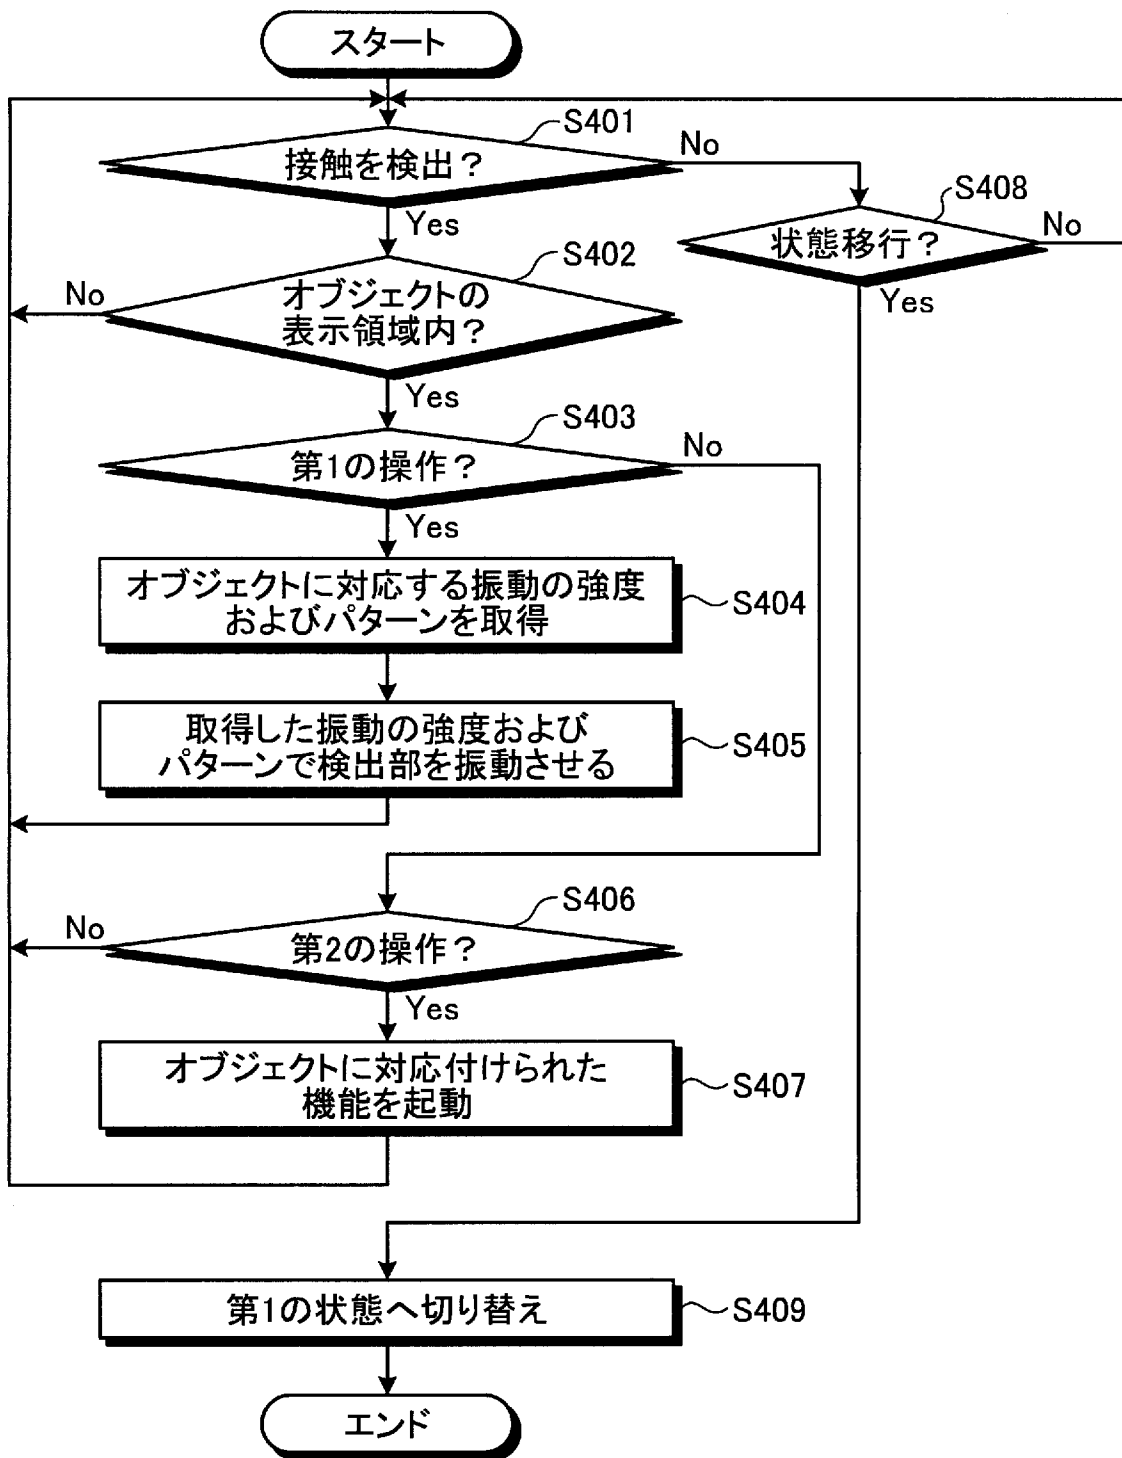 スタート
S401
接触を検出？
No
Yes
S408
状態移行？
No
Yes
S402
オブジェクトの
表示領域内？
No
Yes
S403
第1の操作？
No
Yes
オブジェクトに対応する振動の強度
およびパターンを取得
S404
取得した振動の強度および
パターンで検出部を振動させる
S405
S406
第2の操作？
No
Yes
オブジェクトに対応付けられた
機能を起動
S407
第1の状態へ切り替え
S409
エンド